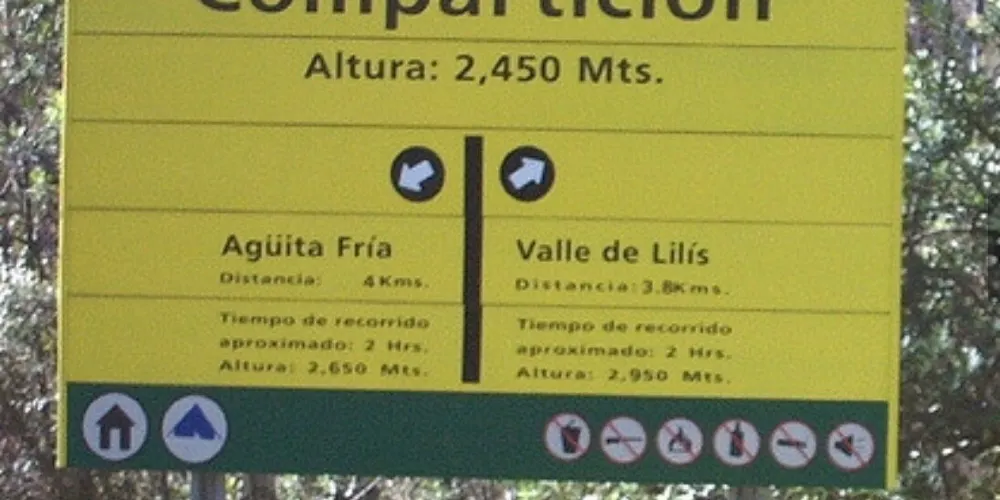 Compartición
Altura: 2,450 Mts.
Agüita Fría
Distancia: 4Kms.
Tiempo de recorrido
aproximado: 2 Hrs.
Altura: 2,650 Mts.
Valle de Lilís
Distancia: 3.8Kms.
Tiempo de recorrido
aproximado: 2 Hrs.
Altura: 2,950 Mts.